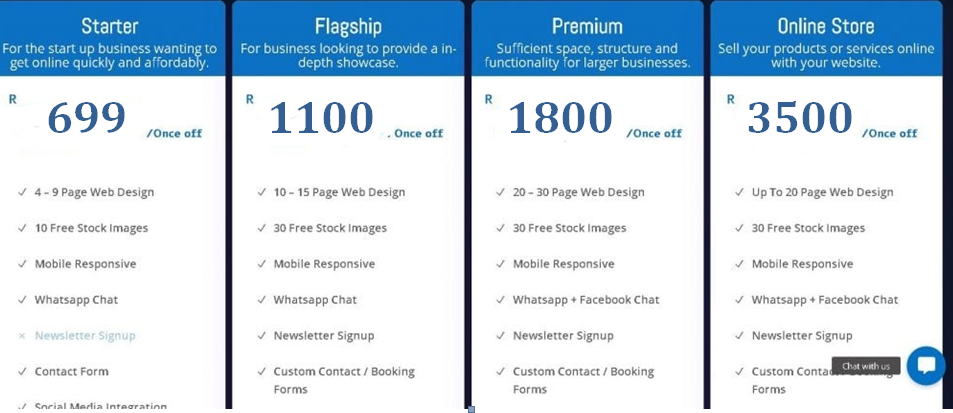 Starter
For the start up business wanting to
get online quickly and affordably.
R
699
/Once off
4 – 9 Page Web Design
10 Free Stock Images
Mobile Responsive
Whatsapp Chat
Newsletter Signup
Contact Form
Social Media Integration
Flagship
For business looking to provide a in-
depth showcase.
R
1100
. Once off
10 – 15 Page Web Design
30 Free Stock Images
Mobile Responsive
Whatsapp Chat
Newsletter Signup
Custom Contact / Booking
Forms
Premium
Sufficient space, structure and
functionality for larger businesses.
R
1800
/Once off
20 – 30 Page Web Design
30 Free Stock Images
Mobile Responsive
Whatsapp + Facebook Chat
Newsletter Signup
Custom Contact / Booking
Forms
Online Store
Sell your products or services online
with your website.
R
3500
/Once off
Up To 20 Page Web Design
30 Free Stock Images
Mobile Responsive
Whatsapp + Facebook Chat
Newsletter Signup
Custom
Forms
Chat with us